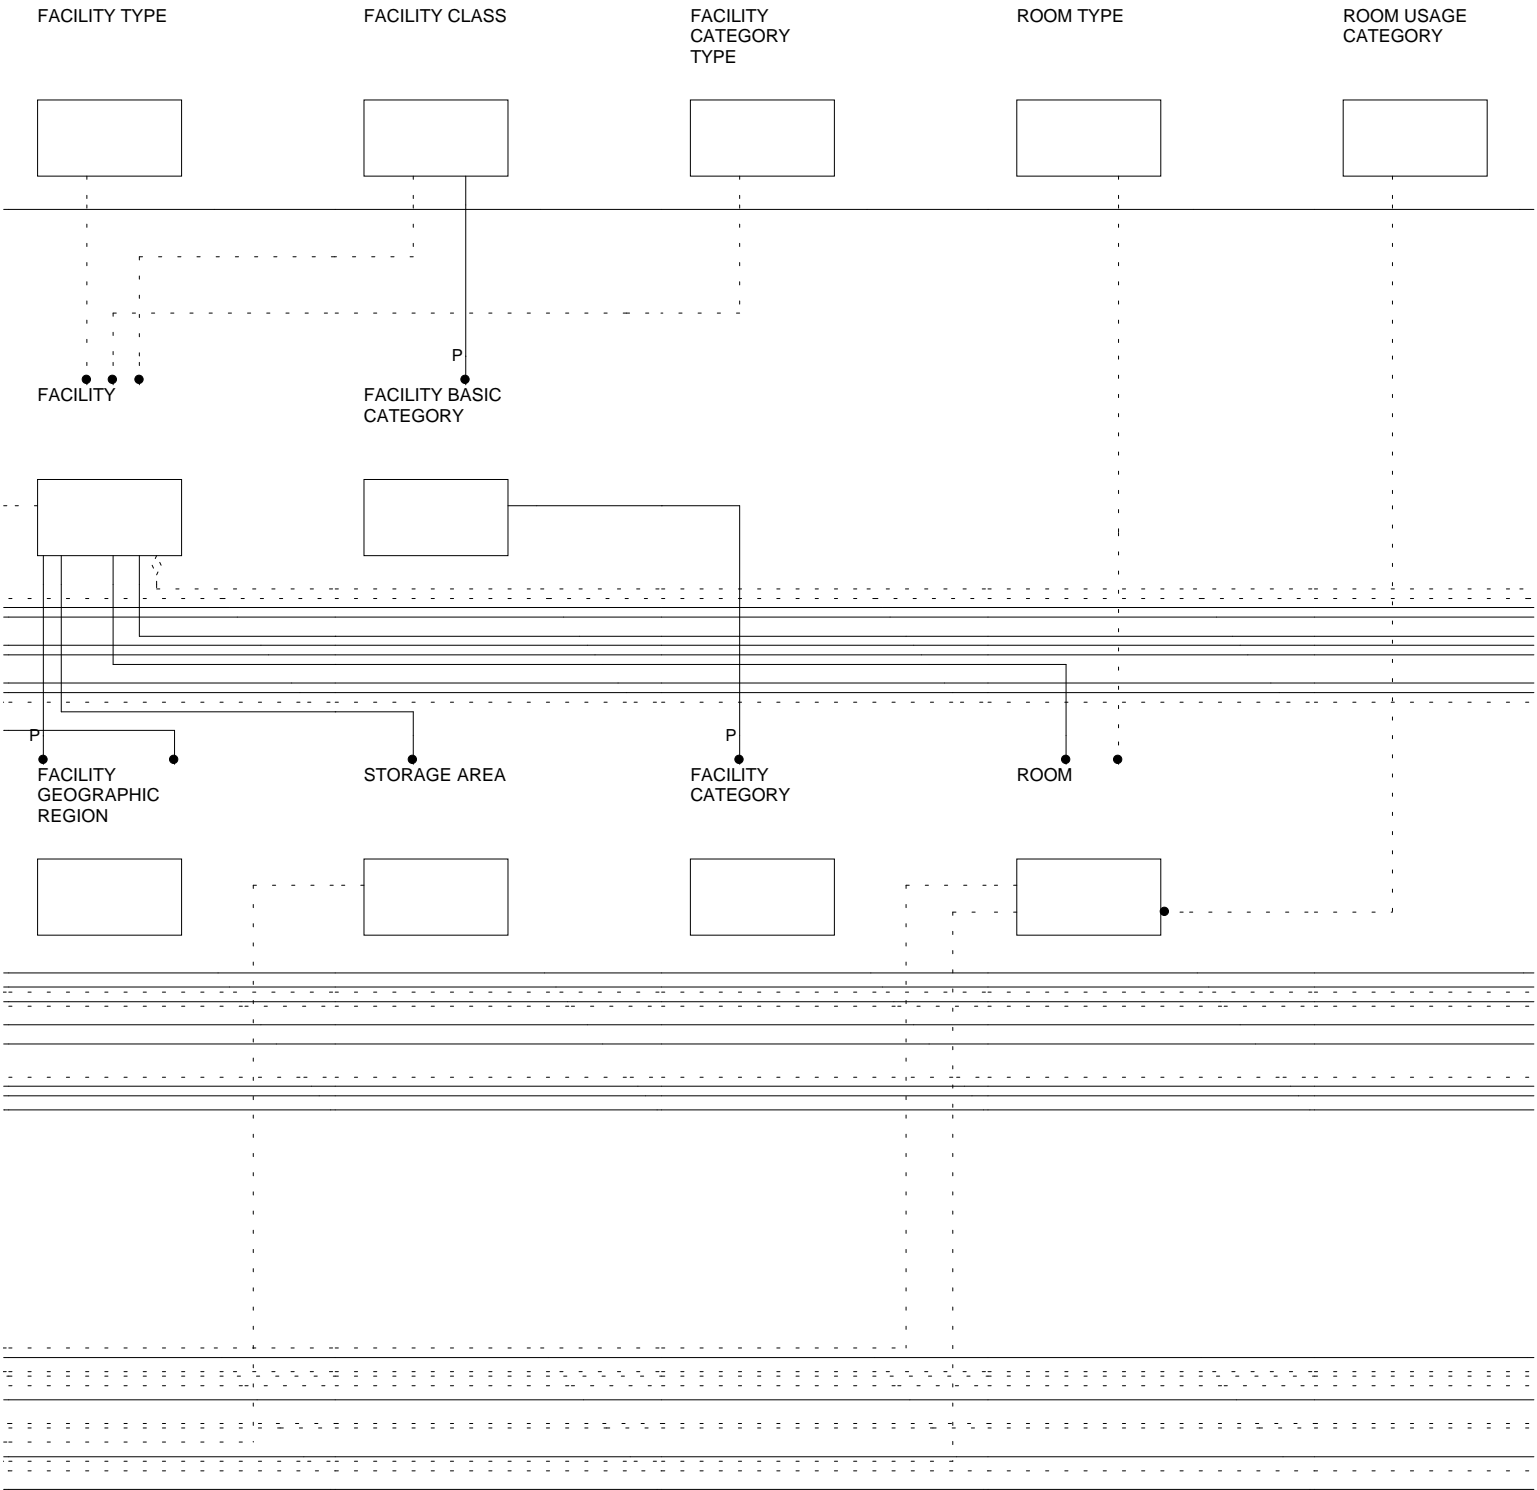 FACILITY TYPE
FACILITY CLASS
FACILITY
CATEGORY
TYPE
ROOM TYPE
ROOM USAGE
CATEGORY
P
FACILITY
FACILITY BASIC
CATEGORY
P
P
FACILITY
GEOGRAPHIC
REGION
STORAGE AREA
FACILITY
CATEGORY
ROOM